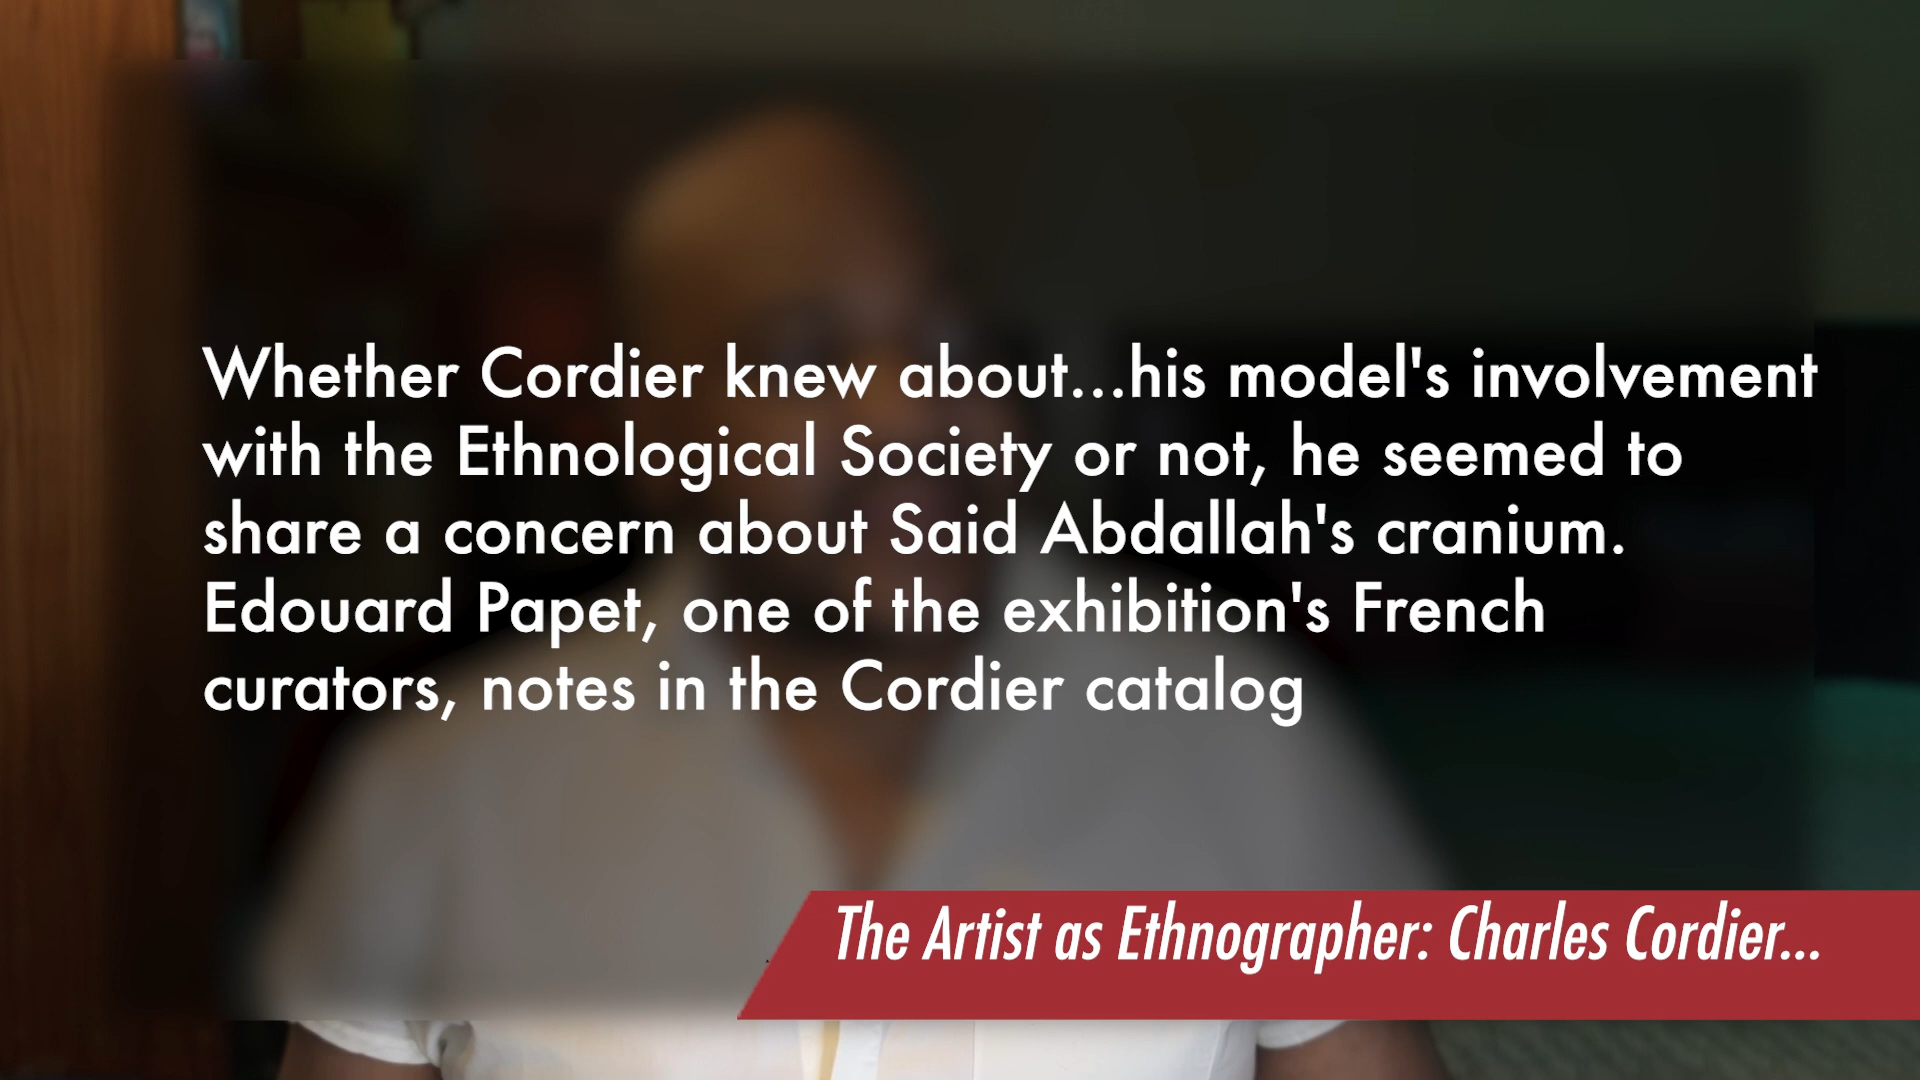 Whether Cordier knew about...his model's involvement
with the Ethnological Society or not, he seemed to
share a concern about Said Abdallah's cranium.
Edouard Papet, one of the exhibition's French
curators, notes in the Cordier catalog
The Artist as Ethnographer: Charles Cordier...